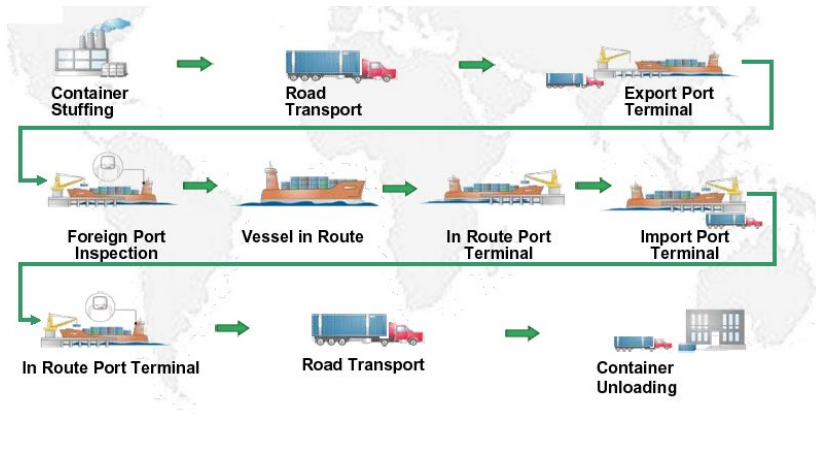 Container
Stuffing
Road
Transport
Export Port
Terminal
Foreign Port
Inspection
Vessel in Route
In Route Port
Terminal
Import Port
Terminal
In Route Port Terminal
Road Transport
Container
Unloading